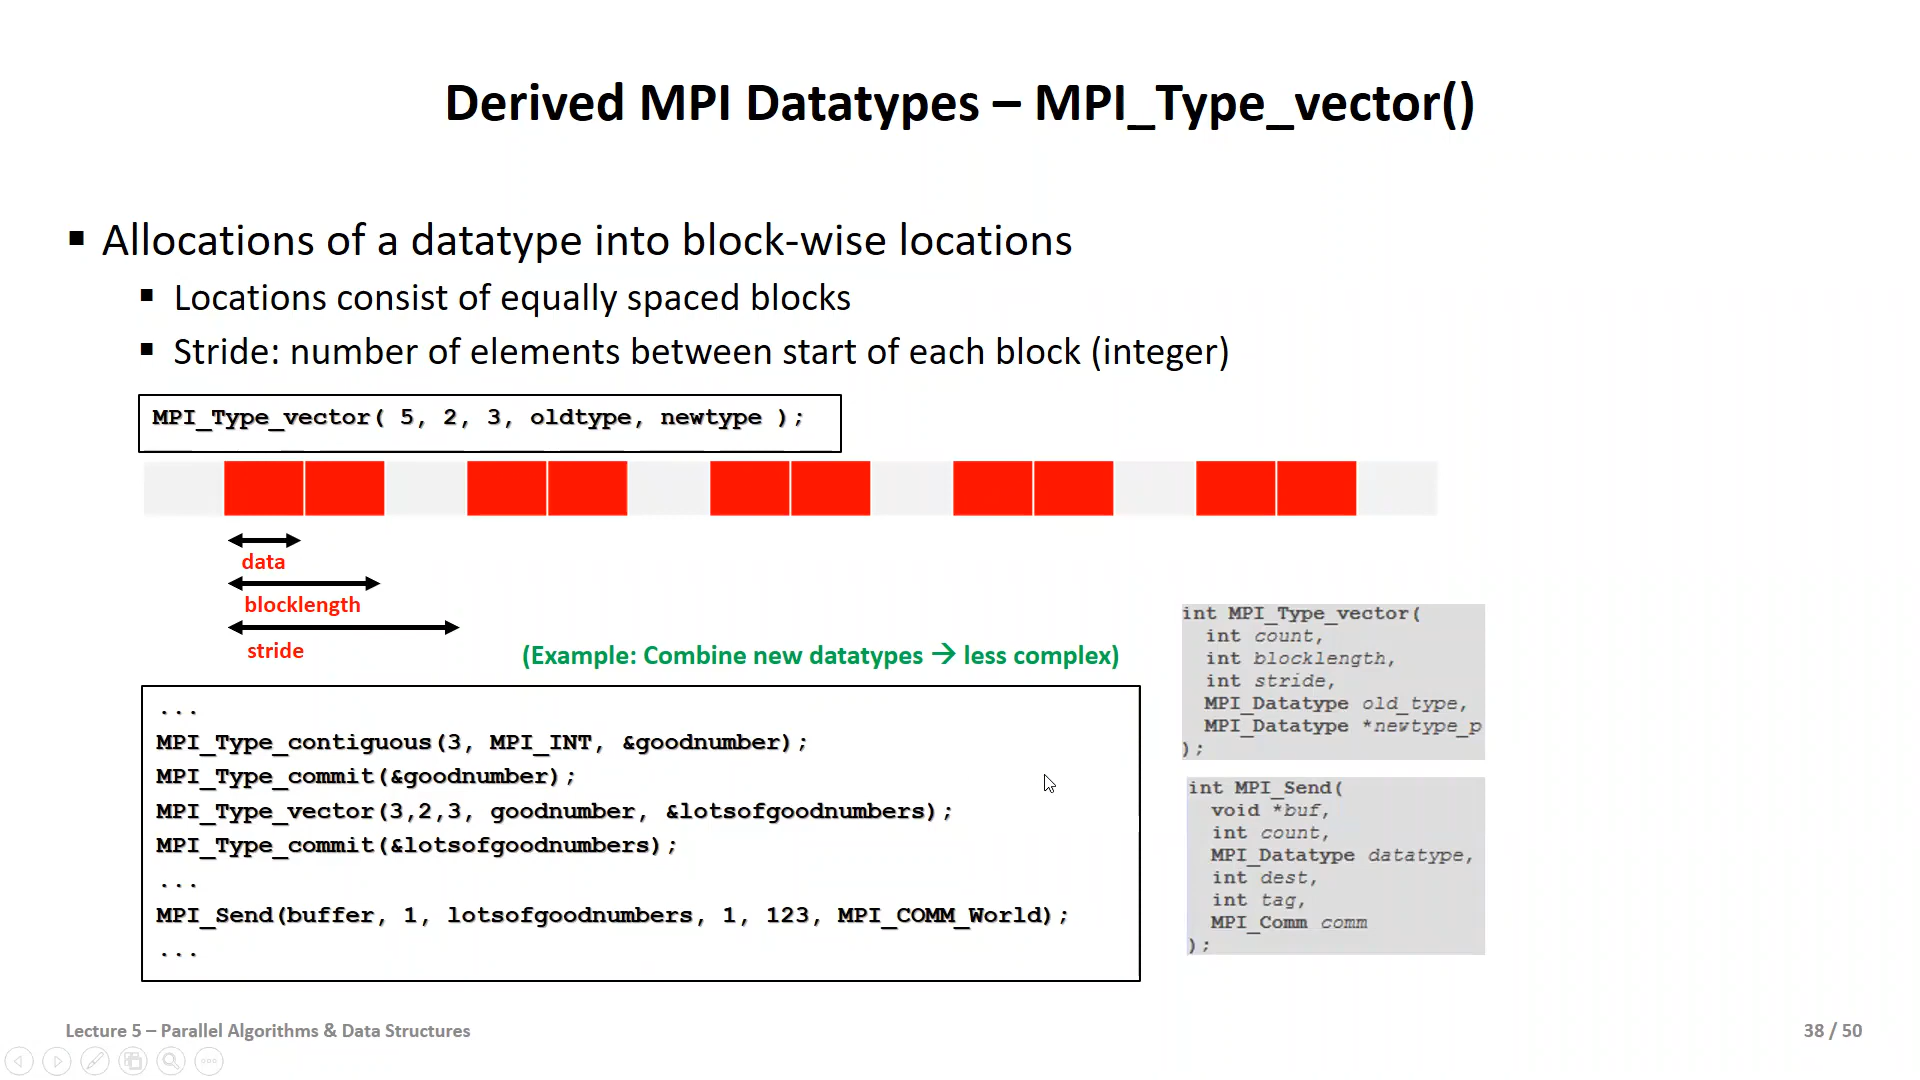 Derived MPI Datatypes – MPI_Type_vector()
▪ Allocations of a datatype into block-wise locations
▪ Locations consist of equally spaced blocks
▪ Stride: number of elements between start of each block (integer)
MPI_Type_vector( 5, 2, 3, oldtype, newtype );
data
blocklength
stride
(Example: Combine new datatypes → less complex)
...
MPI_Type_contiguous(3, MPI_INT, &goodnumber);
MPI_Type_commit(&goodnumber);
MPI_Type_vector(3,2,3, goodnumber, &lotsofgoodnumbers);
MPI_Type_commit(&lotsofgoodnumbers);
...
MPI_Send(buffer, 1, lotsofgoodnumbers, 1, 123, MPI_COMM_World);
...
int MPI_Type_vector(
int count,
int blocklength,
int stride,
MPI_Datatype old_type,
MPI_Datatype *newtype_p
);
int MPI_Send(
void *buf,
int count,
MPI_Datatype datatype,
int dest,
int tag,
MPI_Comm comm
);
Lecture 5 – Parallel Algorithms & Data Structures
38 / 50